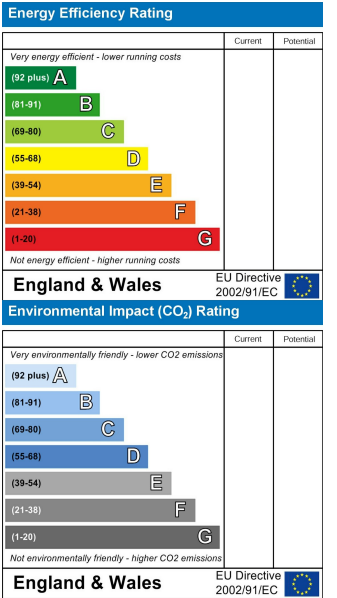 Energy Efficiency Rating
Current Potential
Very energy efficient - lower running costs
(92 plus) A
(81-91) B
(69-80) C
(55-68) D
(39-54) E
(21-38) F
(1-20) G
Not energy efficient - higher running costs
England & Wales
EU Directive
2002/91/EC
Environmental Impact (CO₂) Rating
Current Potential
Very environmentally friendly - lower CO2 emissions
(92 plus) A
(81-91) B
(69-80) C
(55-68) D
(39-54) E
(21-38) F
(1-20) G
Not environmentally friendly - higher CO2 emissions
England & Wales
EU Directive
2002/91/EC